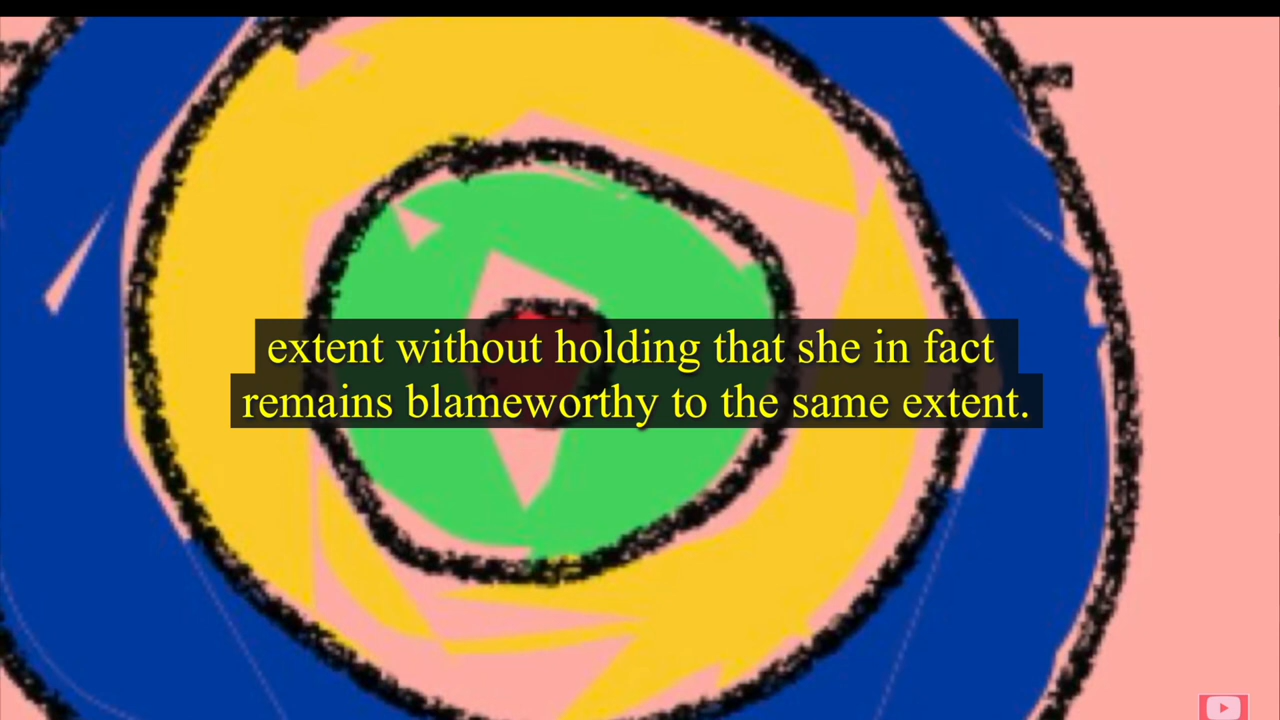 extent without holding that she in fact
remains blameworthy to the same extent.